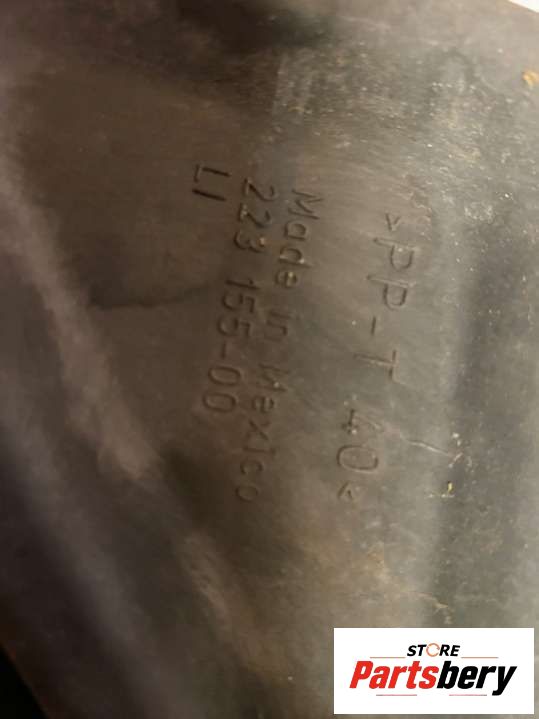 >PP-T 40<
Made in Mexico
223 155-00
LI
STORE
Partsbery